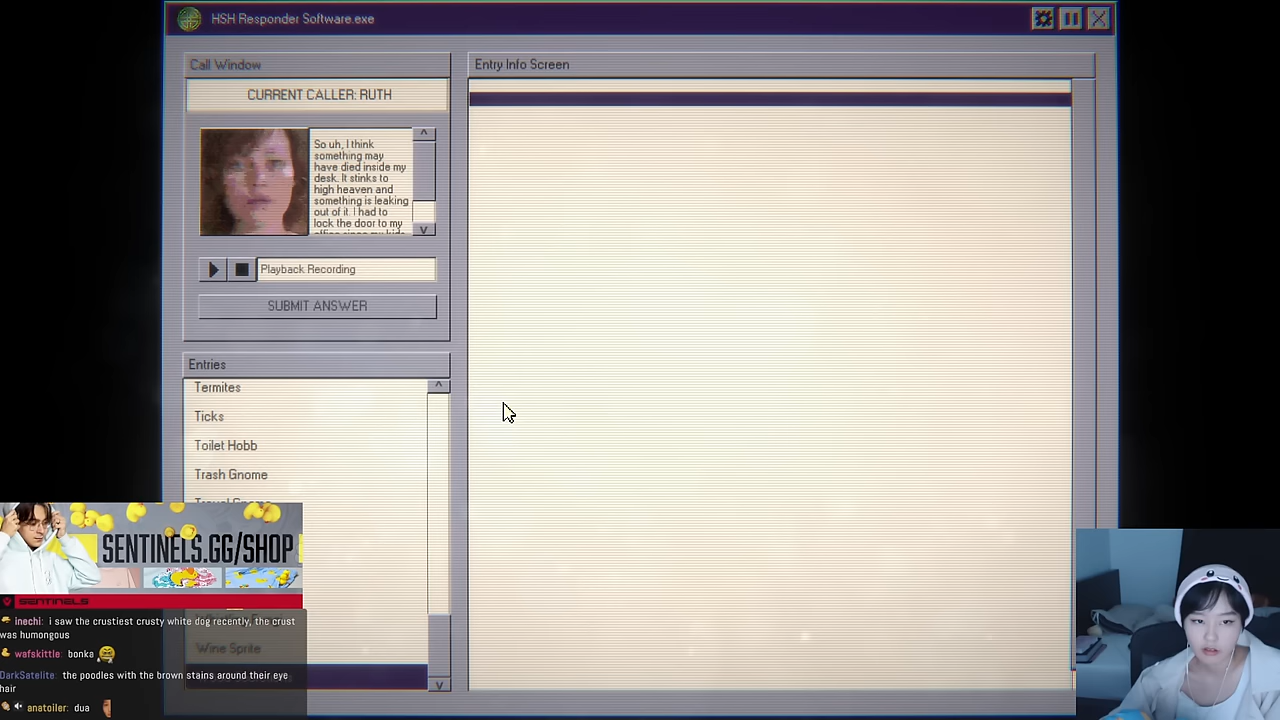 HSH Responder Software.exe
Call Window
CURRENT CALLER: RUTH
So uh, I think
something may
have died inside my
desk. It stinks to
high heaven and
something is leaking
out of it. I had to
lock the door to my
Playback Recording
SUBMIT ANSWER
Entries
Termites
Ticks
Toilet Hobb
Trash Gnome
Wine Sprite
Entry Info Screen
SENTINELS.GG/SHOP
SENTINELS
inechi: i saw the crustiest crusty white dog recently, the crust
was humongous
wafskittle: bonka
DarkSatelite: the poodles with the brown stains around their eye
hair
anatoiler: dua